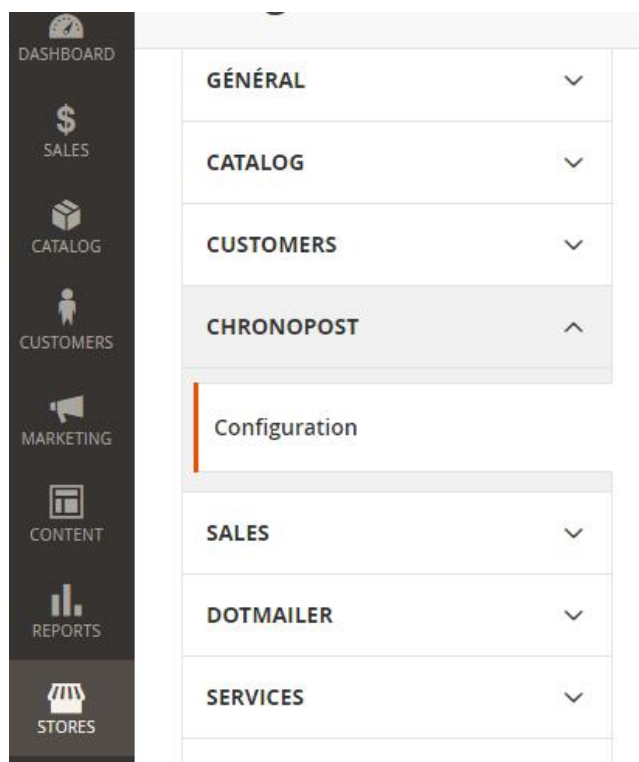 DASHBOARD
SALES
CATALOG
CUSTOMERS
MARKETING
CONTENT
REPORTS
STORES
GÉNÉRAL
CATALOG
CUSTOMERS
CHRONOPOST
Configuration
SALES
DOTMAILER
SERVICES